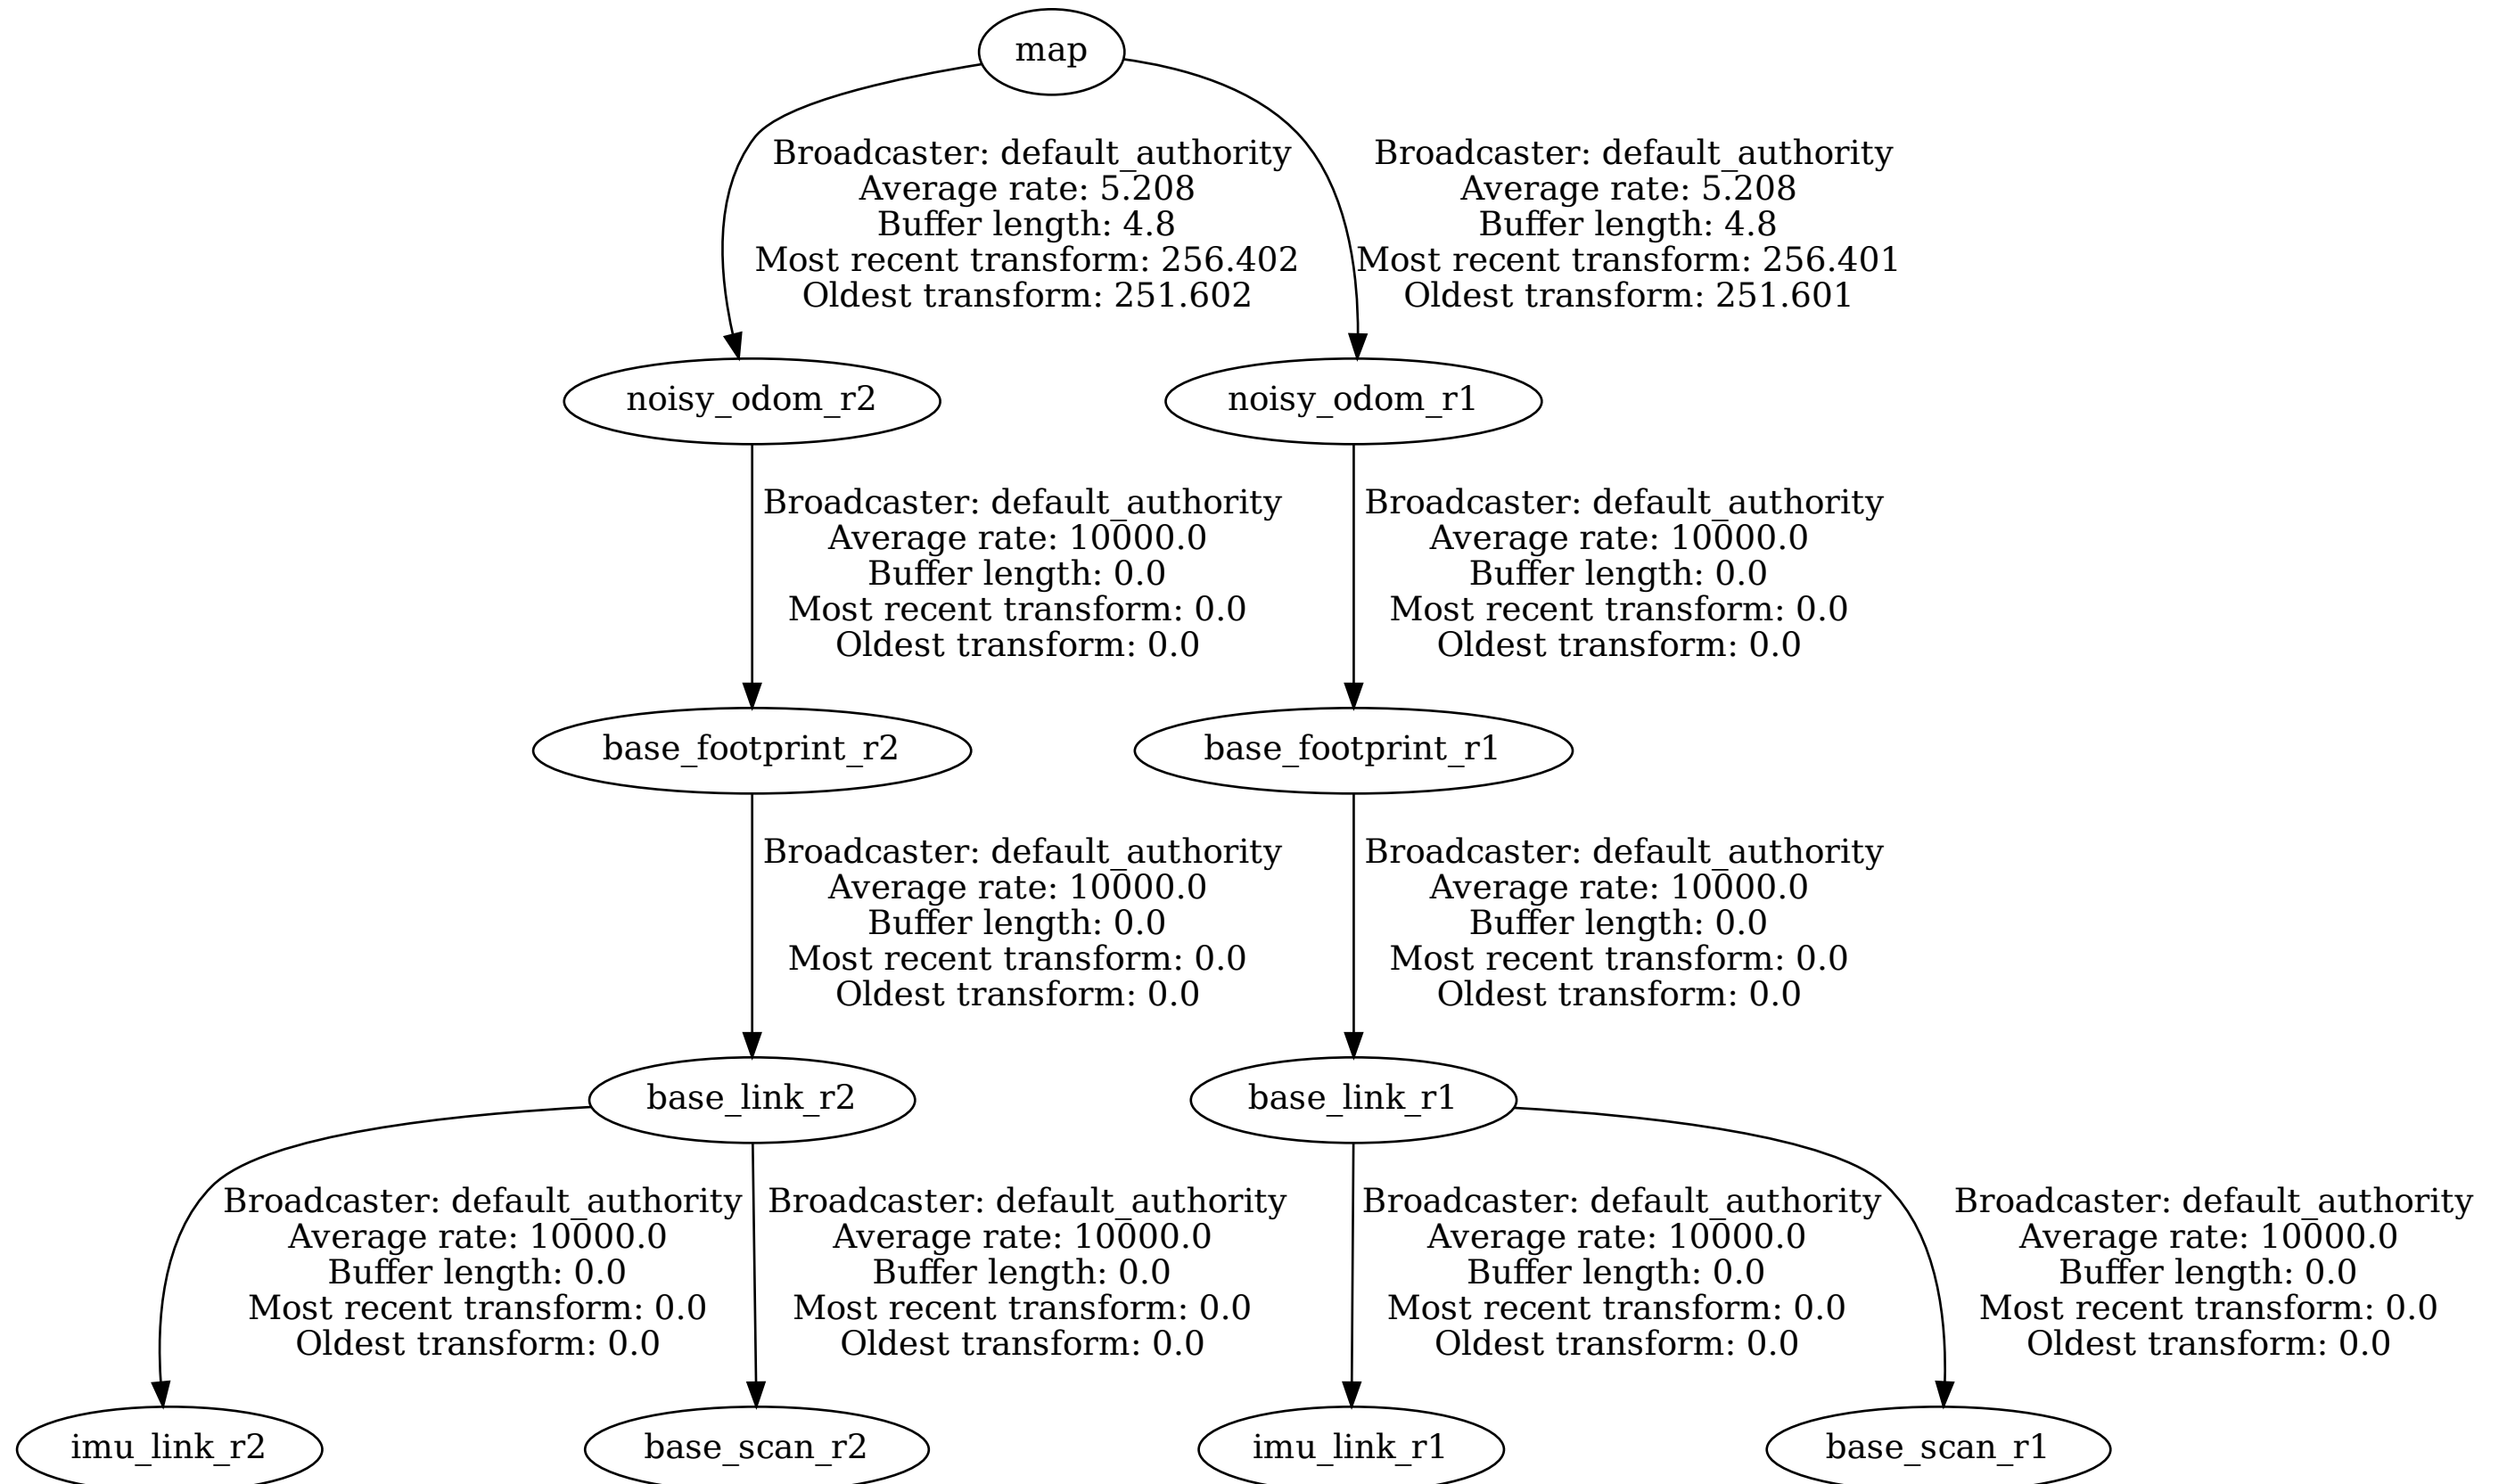 map
Broadcaster: default_authority
Average rate: 5.208
Buffer length: 4.8
Most recent transform: 256.402
Oldest transform: 251.602
Broadcaster: default_authority
Average rate: 5.208
Buffer length: 4.8
Most recent transform: 256.401
Oldest transform: 251.601
noisy_odom_r2
noisy_odom_r1
Broadcaster: default_authority
Average rate: 10000.0
Buffer length: 0.0
Most recent transform: 0.0
Oldest transform: 0.0
Broadcaster: default_authority
Average rate: 10000.0
Buffer length: 0.0
Most recent transform: 0.0
Oldest transform: 0.0
base_footprint_r2
base_footprint_r1
Broadcaster: default_authority
Average rate: 10000.0
Buffer length: 0.0
Most recent transform: 0.0
Oldest transform: 0.0
Broadcaster: default_authority
Average rate: 10000.0
Buffer length: 0.0
Most recent transform: 0.0
Oldest transform: 0.0
base_link_r2
base_link_r1
Broadcaster: default_authority
Average rate: 10000.0
Buffer length: 0.0
Most recent transform: 0.0
Oldest transform: 0.0
Broadcaster: default_authority
Average rate: 10000.0
Buffer length: 0.0
Most recent transform: 0.0
Oldest transform: 0.0
Broadcaster: default_authority
Average rate: 10000.0
Buffer length: 0.0
Most recent transform: 0.0
Oldest transform: 0.0
Broadcaster: default_authority
Average rate: 10000.0
Buffer length: 0.0
Most recent transform: 0.0
Oldest transform: 0.0
imu_link_r2
base_scan_r2
imu_link_r1
base_scan_r1